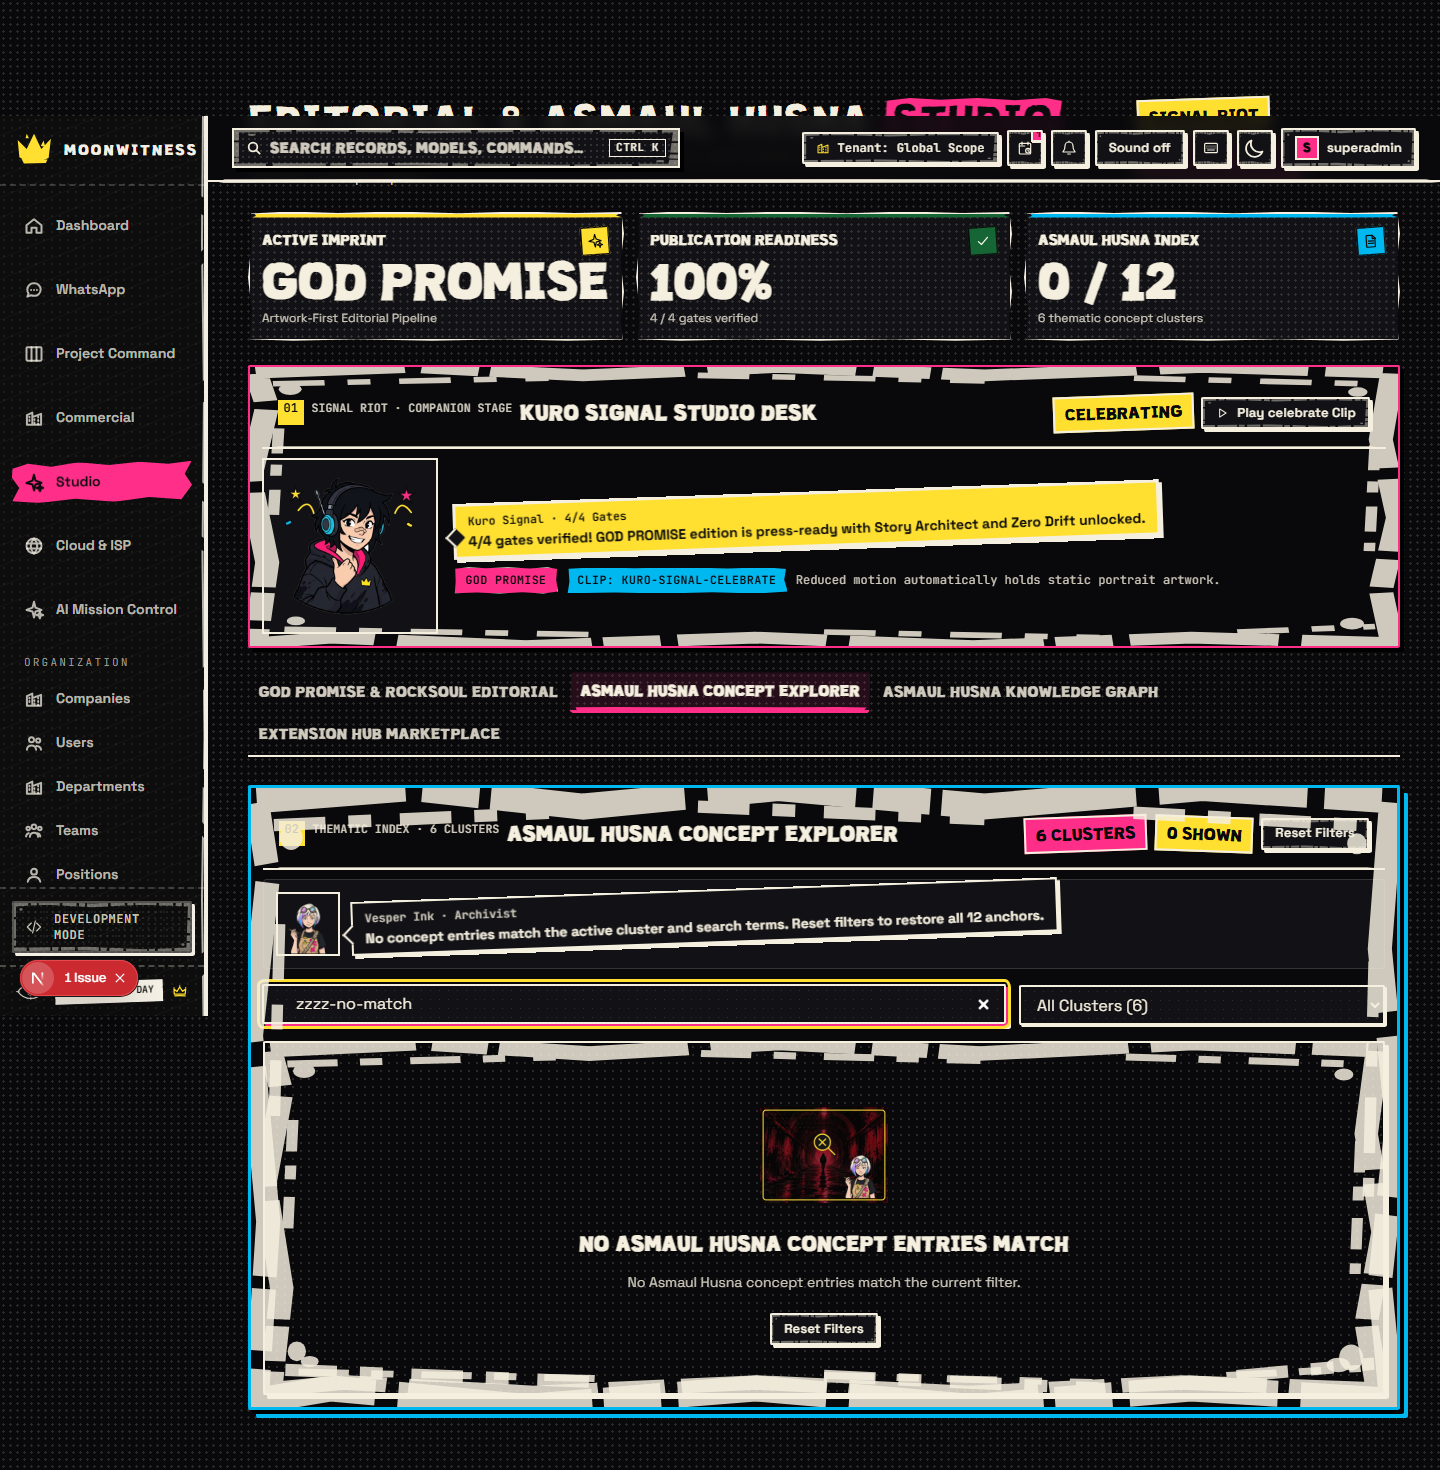 EDITORIAL & ASMAUL HUSNA STUDIO
SIGNAL RIOT
MOONWITNESS
SEARCH RECORDS, MODELS, COMMANDS...
CTRL K
Tenant: Global Scope
Sound off
S
superadmin
Dashboard
WhatsApp
Project Command
Commercial
Studio
Cloud & ISP
AI Mission Control
ORGANIZATION
Companies
Users
Departments
Teams
Positions
DEVELOPMENT
MODE
N
1 Issue
DAY
ACTIVE IMPRINT
GOD PROMISE
Artwork-First Editorial Pipeline
PUBLICATION READINESS
100%
4 / 4 gates verified
ASMAUL HUSNA INDEX
0 / 12
6 thematic concept clusters
01
SIGNAL RIOT · COMPANION STAGE
KURO SIGNAL STUDIO DESK
CELEBRATING
Play celebrate Clip
Kuro Signal · 4/4 Gates
4/4 gates verified! GOD PROMISE edition is press-ready with Story Architect and Zero Drift unlocked.
GOD PROMISE
CLIP: KURO-SIGNAL-CELEBRATE
Reduced motion automatically holds static portrait artwork.
GOD PROMISE & ROCKSOUL EDITORIAL
ASMAUL HUSNA CONCEPT EXPLORER
ASMAUL HUSNA KNOWLEDGE GRAPH
EXTENSION HUB MARKETPLACE
02
THEMATIC INDEX · 6 CLUSTERS
ASMAUL HUSNA CONCEPT EXPLORER
6 CLUSTERS
0 SHOWN
Reset Filters
Vesper Ink · Archivist
No concept entries match the active cluster and search terms. Reset filters to restore all 12 anchors.
zzzz-no-match
All Clusters (6)
NO ASMAUL HUSNA CONCEPT ENTRIES MATCH
No Asmaul Husna concept entries match the current filter.
Reset Filters